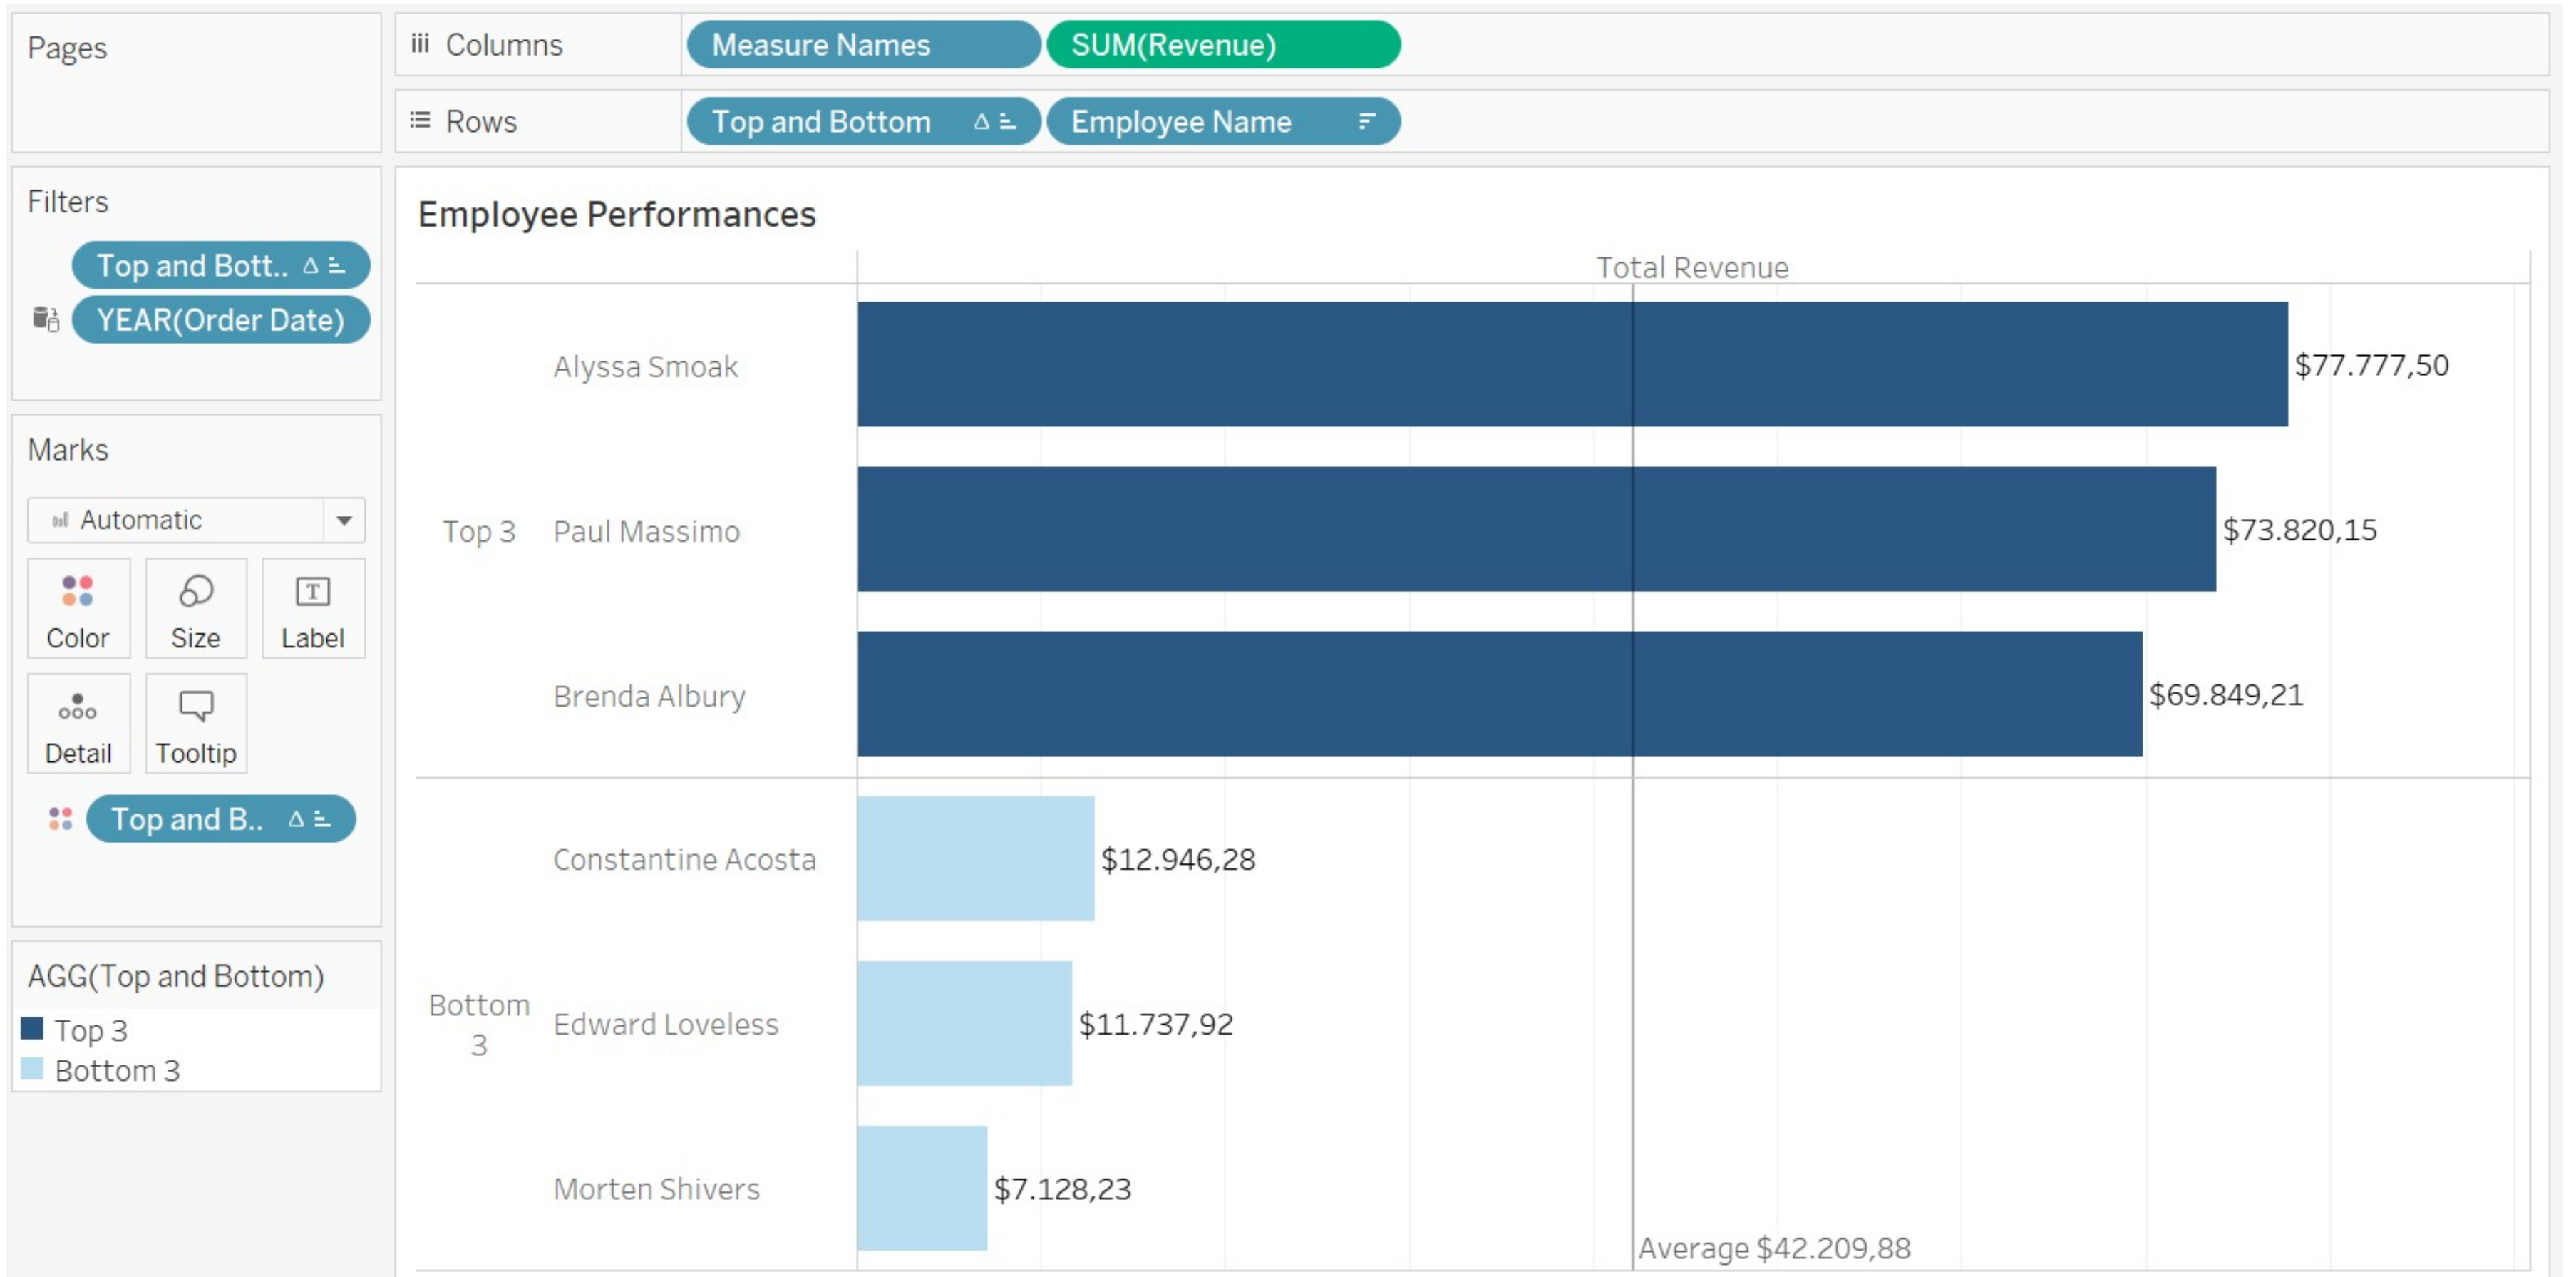 Pages
Columns Measure Names SUM(Revenue)
Rows Top and Bottom Employee Name
Filters
Top and Bott..
YEAR(Order Date)
Marks
Automatic
Color Size Label
Detail Tooltip
Top and B..
AGG(Top and Bottom)
Top 3
Bottom 3
Employee Performances
Total Revenue
Top 3
Alyssa Smoak $77.777,50
Paul Massimo $73.820,15
Brenda Albury $69.849,21
Bottom
3
Constantine Acosta $12.946,28
Edward Loveless $11.737,92
Morten Shivers $7.128,23
Average $42.209,88